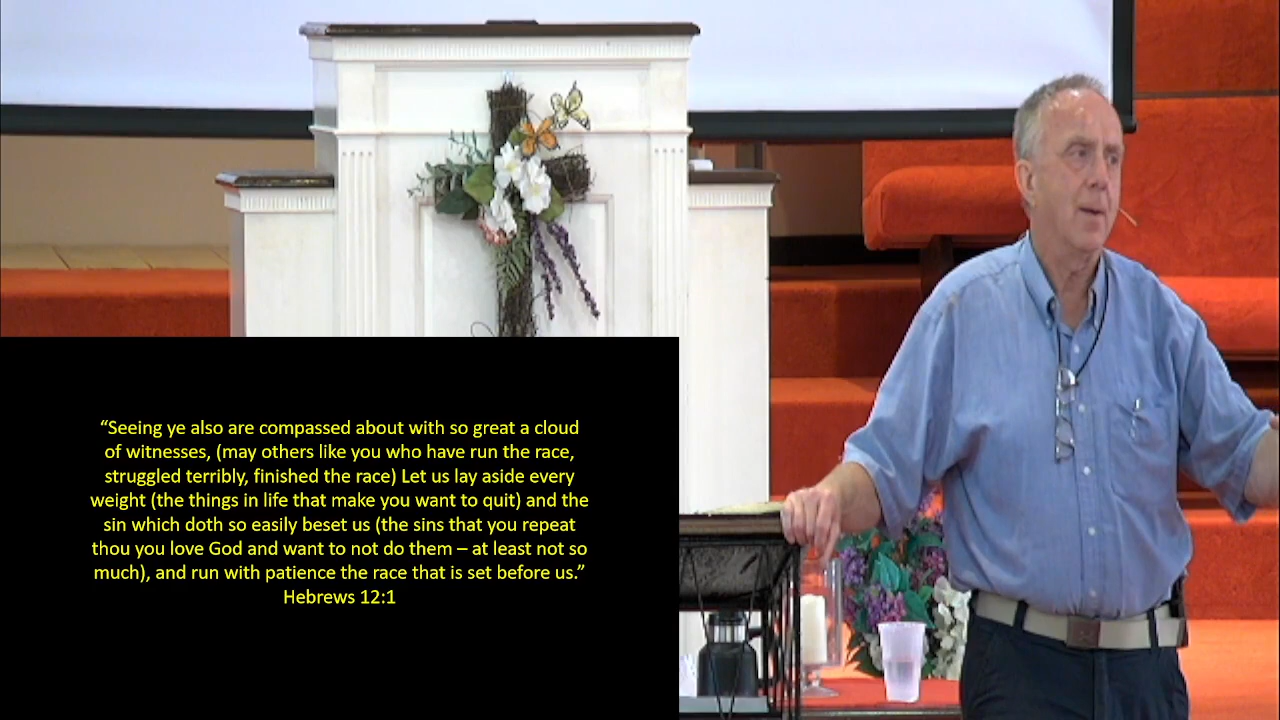 “Seeing ye also are compassed about with so great a cloud
of witnesses, (may others like you who have run the race,
struggled terribly, finished the race) Let us lay aside every
weight (the things in life that make you want to quit) and the
sin which doth so easily beset us (the sins that you repeat
thou you love God and want to not do them – at least not so
much), and run with patience the race that is set before us.”
Hebrews 12:1